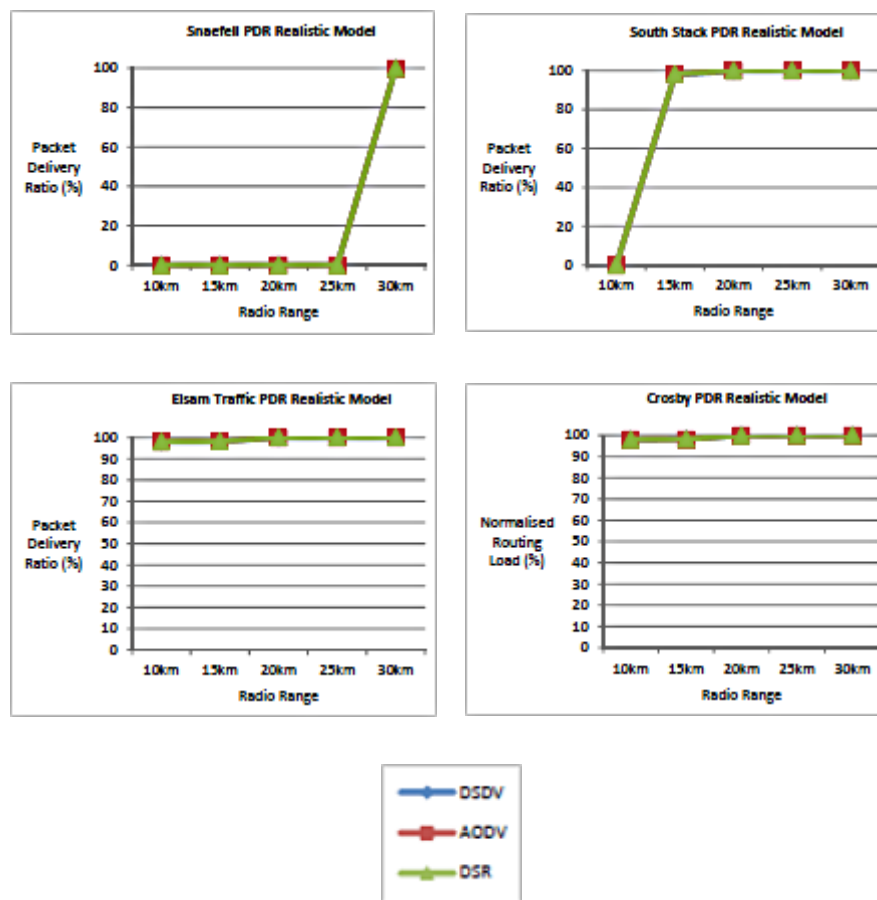 Snaefell PDR Realistic Model
100
80
60
40
20
0
Packet
Delivery
Ratio (%)
10km 15km 20km 25km 30km
Radio Range
South Stack PDR Realistic Model
100
80
60
40
20
0
Packet
Delivery
Ratio (%)
10km 15km 20km 25km 30km
Radio Range
Elsam Traffic PDR Realistic Model
100
90
80
70
60
50
40
30
20
10
0
Packet
Delivery
Ratio (%)
10km 15km 20km 25km 30km
Radio Range
Crosby PDR Realistic Model
100
90
80
70
60
50
40
30
20
10
0
Normalised
Routing
Load (%)
10km 15km 20km 25km 30km
Radio Range
DSDV
AODV
DSR